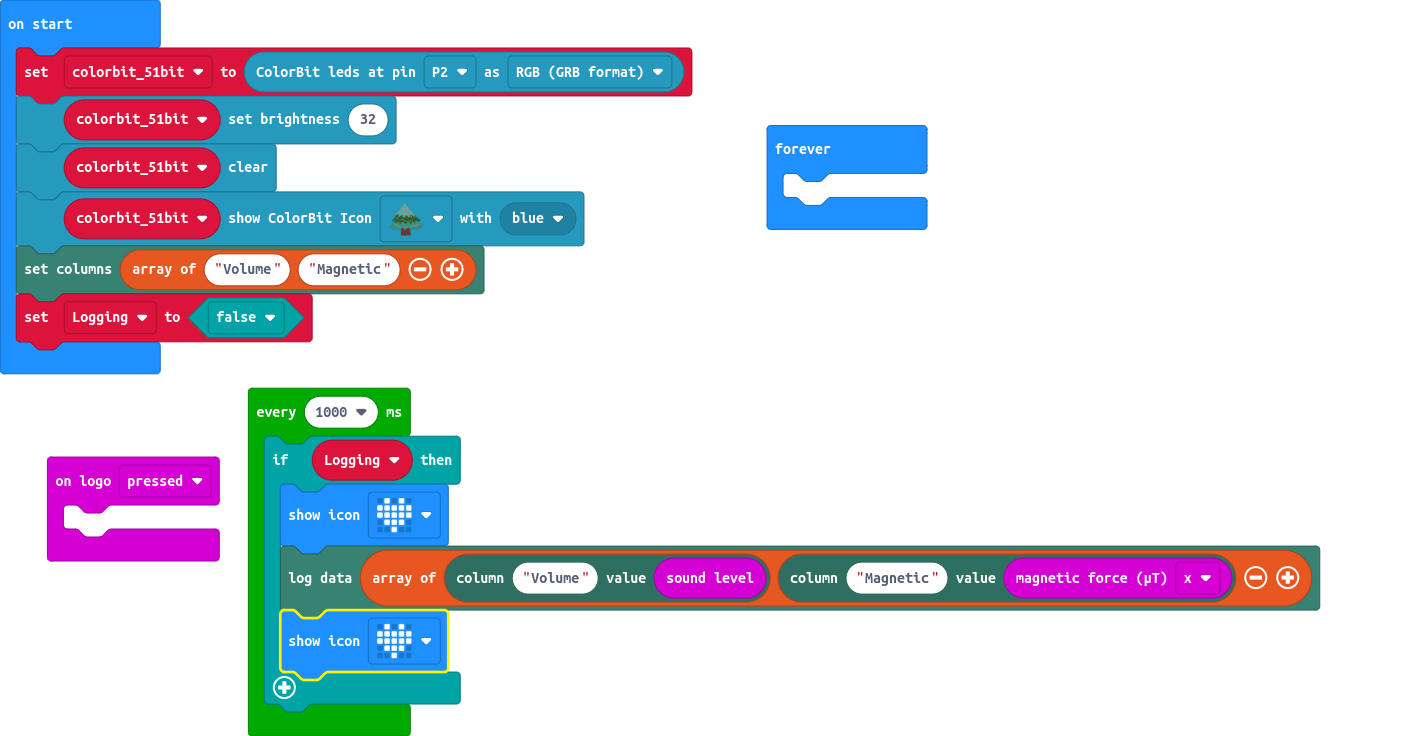 on start
set colorbit_51bit to ColorBit leds at pin P2 as RGB (GRB format)
colorbit_51bit set brightness 32
colorbit_51bit clear
colorbit_51bit show ColorBit Icon with blue
set columns array of "Volume" "Magnetic"
set Logging to false
forever
on logo pressed
every 1000 ms
if Logging then
show icon
log data array of column "Volume" value sound level column "Magnetic" value magnetic force (µT) x
show icon